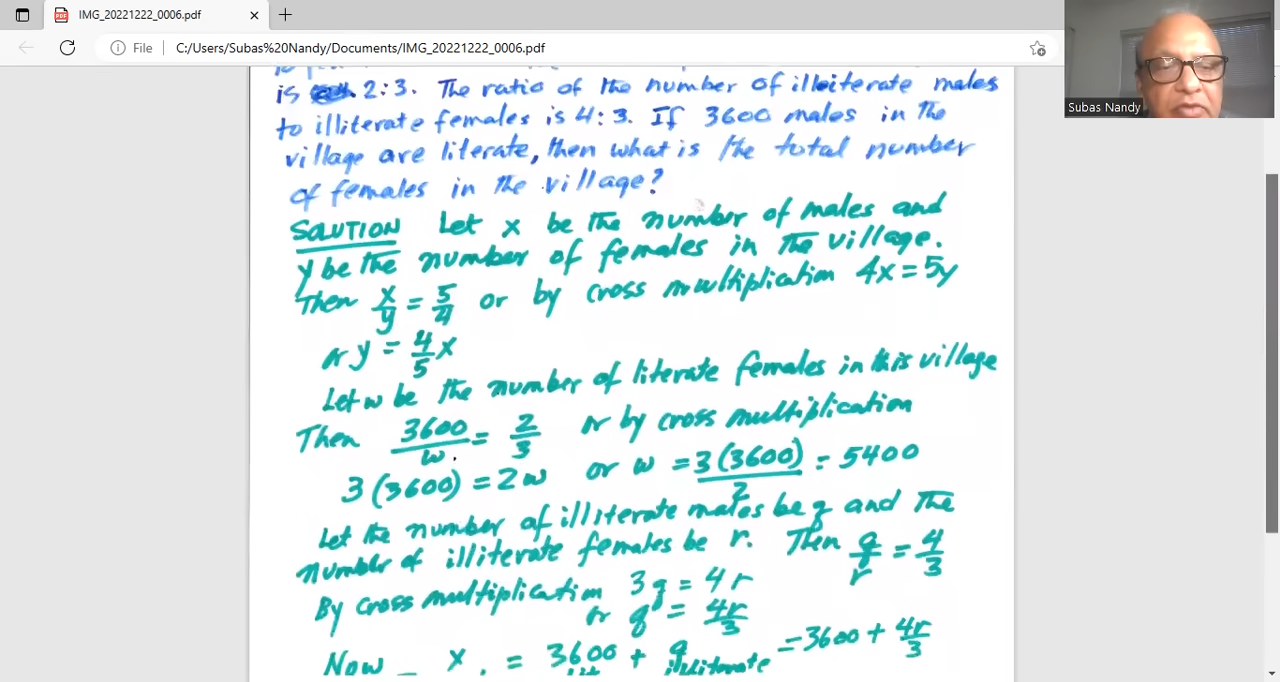 IMG_20221222_0006.pdf
File C:/Users/Subas%20Nandy/Documents/IMG_20221222_0006.pdf
Subas Nandy
is 2:3. The ratio of the number of illiterate males
to illiterate females is 4:3. If 3600 males in the
village are literate, then what is the total number
of females in the village?
SOLUTION Let x be the number of males and
y be the number of females in the village.
Then x/y = 5/4 or by cross multiplication 4x = 5y
or y = 4/5 x
Let w be the number of literate females in this village
Then 3600/w = 2/3 or by cross multiplication
3(3600) = 2w or w = 3(3600)/2 = 5400
Let the number of illiterate males be q and the
number of illiterate females be r. Then q/r = 4/3
By cross multiplication 3q = 4r
or q = 4r/3
Now x = 3600 + q = 3600 + 4r/3
illiterate